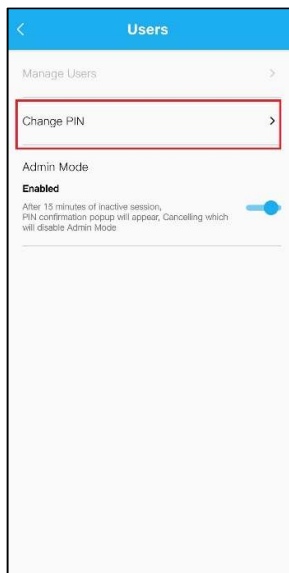 Users
Manage Users
Change PIN
Admin Mode
Enabled
After 15 minutes of inactive session,
PIN confirmation popup will appear, Cancelling which
will disable Admin Mode